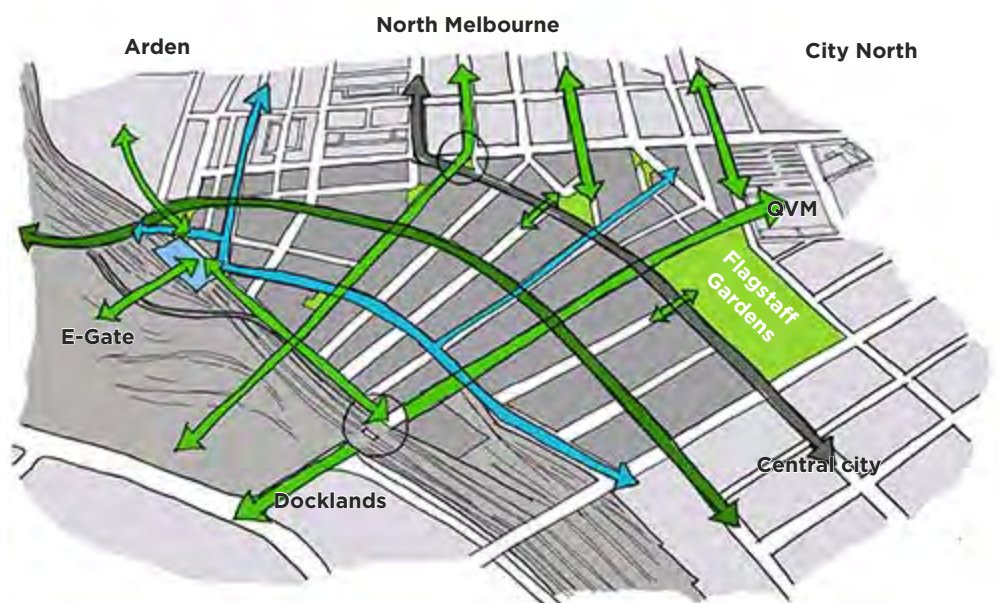 North Melbourne
Arden
City North
QVM
Flagstaff
Gardens
E-Gate
Central city
Docklands